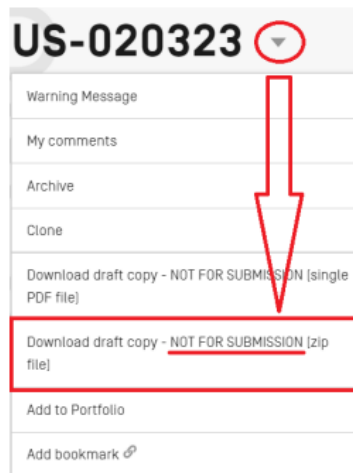 US-020323
Warning Message
My comments
Archive
Clone
Download draft copy - NOT FOR SUBMISSION (single
PDF file)
Download draft copy - NOT FOR SUBMISSION (zip
file)
Add to Portfolio
Add bookmark